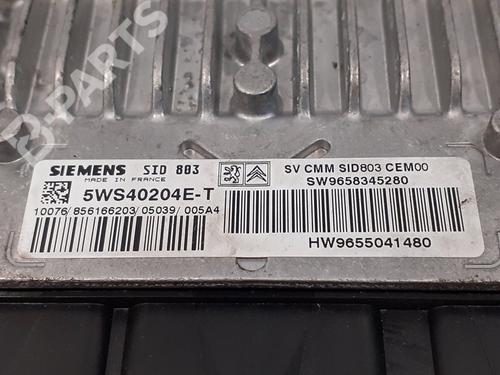 B-PARTS
SIEMENS SID 803
MADE IN FRANCE
5WS40204E-T
10076/856166203/05039/005A4
SV CMM SID803 CEM00
SW9658345280
HW9655041480